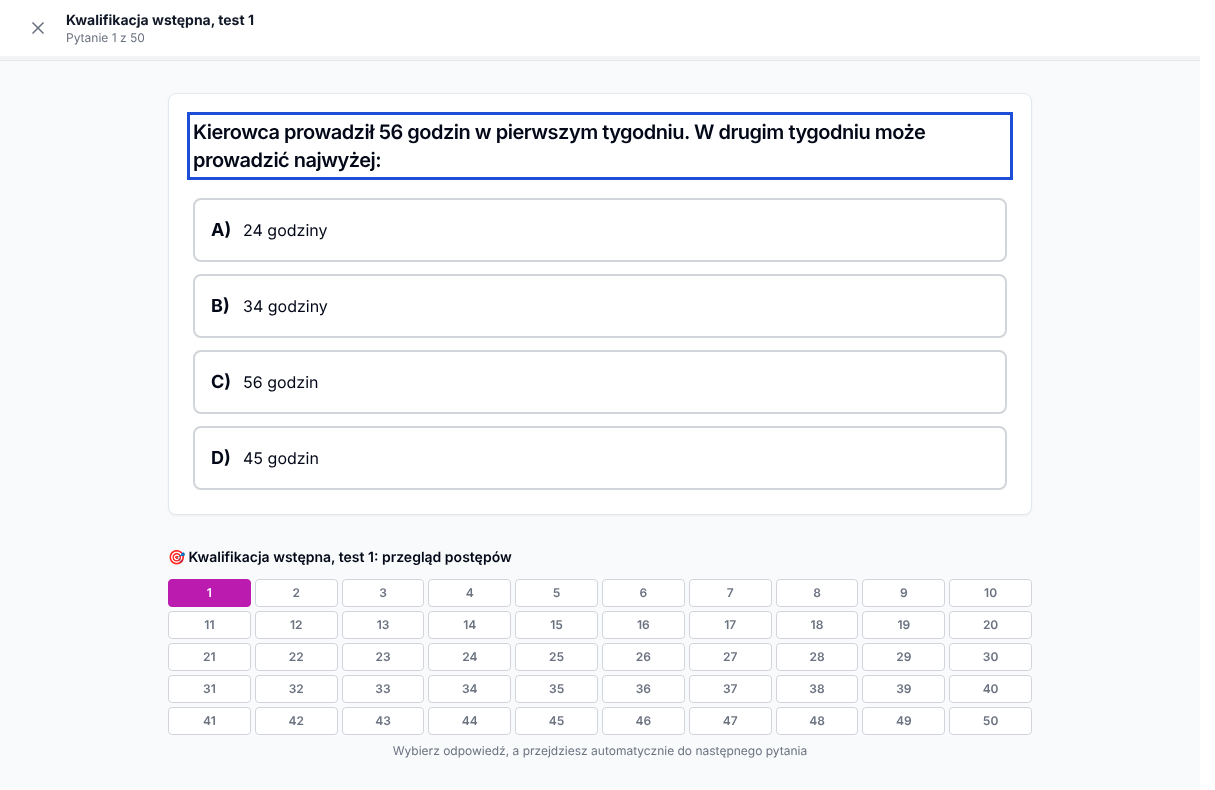 Kwalifikacja wstępna, test 1
Pytanie 1 z 50
Kierowca prowadził 56 godzin w pierwszym tygodniu. W drugim tygodniu może
prowadzić najwyżej:
A) 24 godziny
B) 34 godziny
C) 56 godzin
D) 45 godzin
🎯 Kwalifikacja wstępna, test 1: przegląd postępów
1 2 3 4 5 6 7 8 9 10
11 12 13 14 15 16 17 18 19 20
21 22 23 24 25 26 27 28 29 30
31 32 33 34 35 36 37 38 39 40
41 42 43 44 45 46 47 48 49 50
Wybierz odpowiedź, a przejdziesz automatycznie do następnego pytania